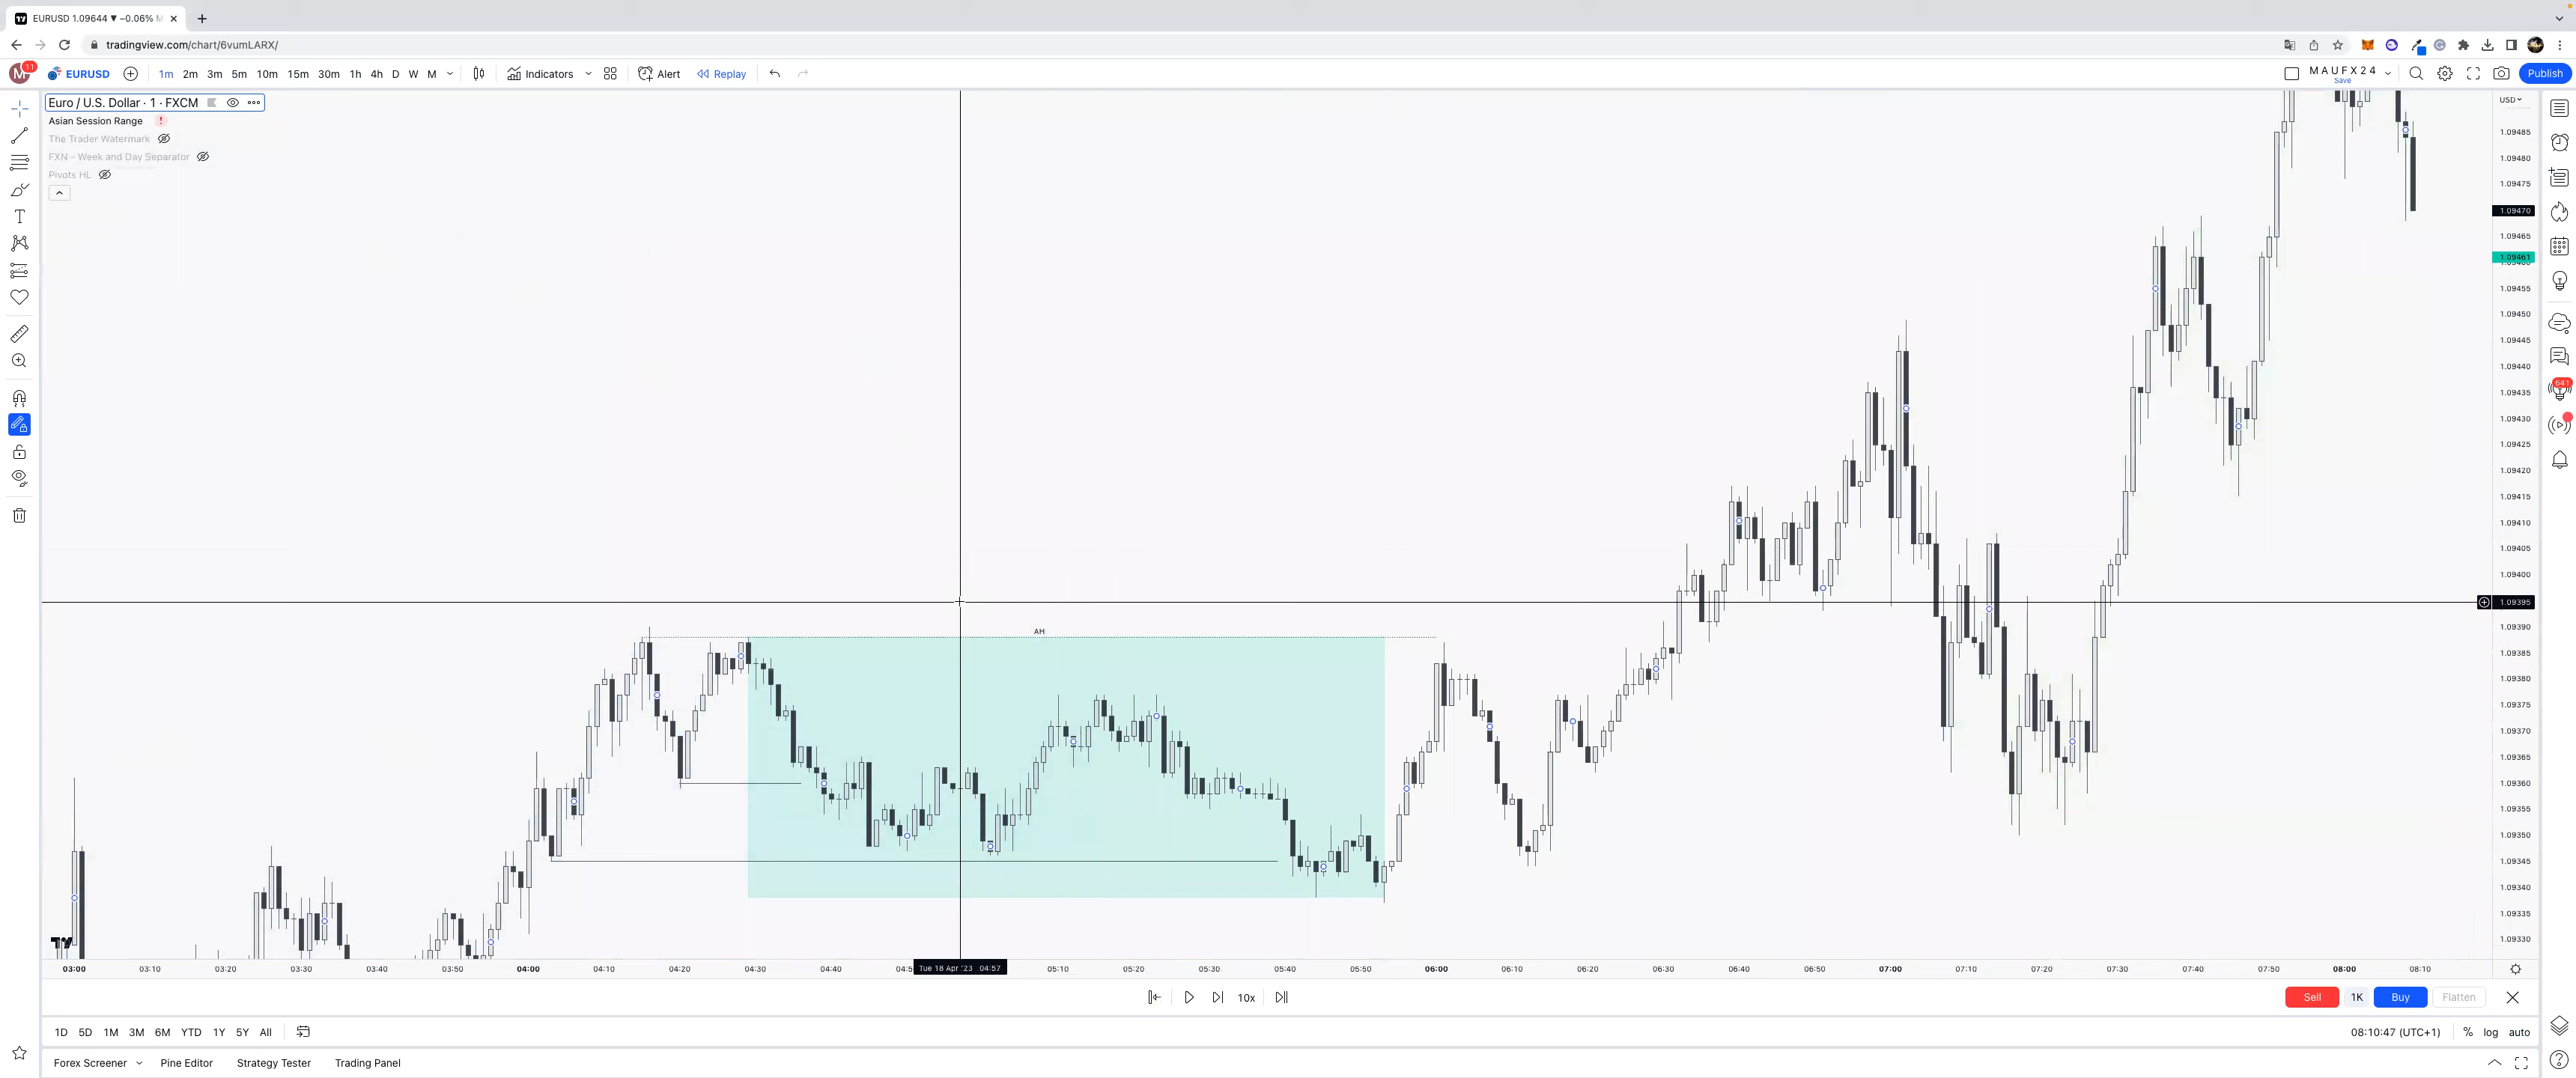 EURUSD 1.09644 ▼ −0.06% M
tradingview.com/chart/6vumLARX/
M 11 EURUSD 1m 2m 3m 5m 10m 15m 30m 1h 4h D W M Indicators Alert Replay MAUFX24 Save Publish
Euro / U.S. Dollar · 1 · FXCM
Asian Session Range !
The Trader Watermark
FXN - Week and Day Separator
Pivots HL
USD
1.09485
1.09480
1.09475
1.09470
1.09465
1.09461
1.09455
1.09450
1.09445
1.09440
1.09435
1.09430
1.09425
1.09420
1.09415
1.09410
1.09405
1.09400
1.09395
1.09390
1.09385
1.09380
1.09375
1.09370
1.09365
1.09360
1.09355
1.09350
1.09345
1.09340
1.09335
1.09330
641
AH
03:00 03:10 03:20 03:30 03:40 03:50 04:00 04:10 04:20 04:30 04:40 Tue 18 Apr '23 04:57 05:10 05:20 05:30 05:40 05:50 06:00 06:10 06:20 06:30 06:40 06:50 07:00 07:10 07:20 07:30 07:40 07:50 08:00 08:10
10x Sell 1K Buy Flatten
1D 5D 1M 3M 6M YTD 1Y 5Y All 08:10:47 (UTC+1) % log auto
Forex Screener Pine Editor Strategy Tester Trading Panel